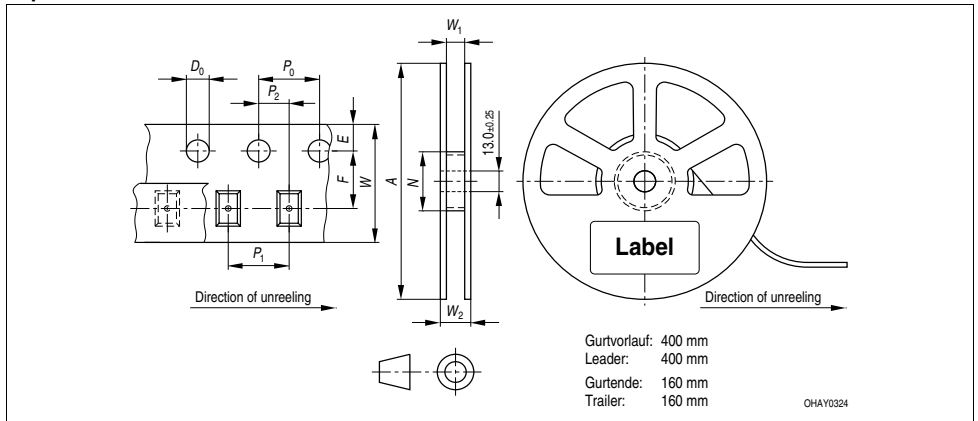 W1
D0
P0
P2
E
13.0±0.25
F
W
A
N
Label
P1
Direction of unreeling
W2
Direction of unreeling
Gurtvorlauf: 400 mm
Leader: 400 mm
Gurtende: 160 mm
Trailer: 160 mm
OHAY0324